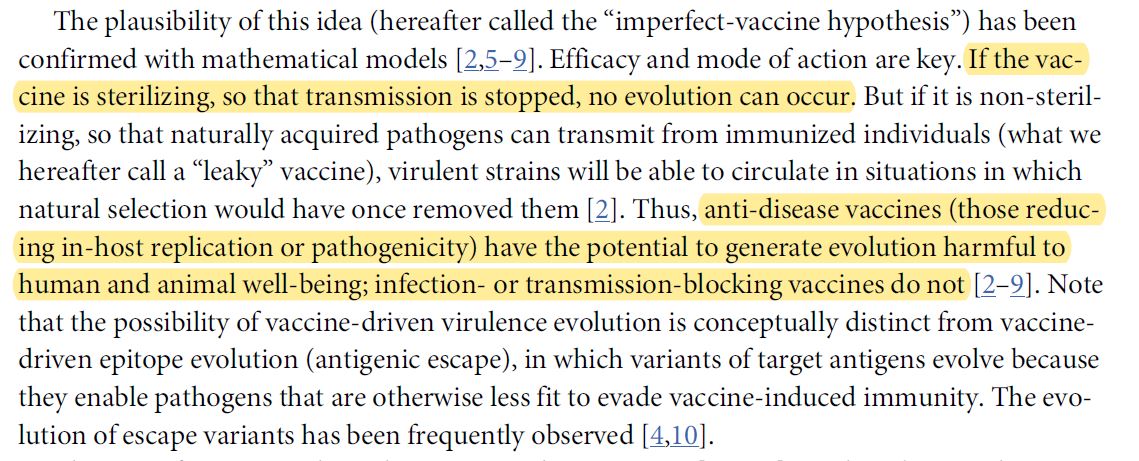 The plausibility of this idea (hereafter called the “imperfect-vaccine hypothesis”) has been
confirmed with mathematical models [2,5–9]. Efficacy and mode of action are key. If the vac-
cine is sterilizing, so that transmission is stopped, no evolution can occur. But if it is non-steril-
izing, so that naturally acquired pathogens can transmit from immunized individuals (what we
hereafter call a “leaky” vaccine), virulent strains will be able to circulate in situations in which
natural selection would have once removed them [2]. Thus, anti-disease vaccines (those reduc-
ing in-host replication or pathogenicity) have the potential to generate evolution harmful to
human and animal well-being; infection- or transmission-blocking vaccines do not [2–9]. Note
that the possibility of vaccine-driven virulence evolution is conceptually distinct from vaccine-
driven epitope evolution (antigenic escape), in which variants of target antigens evolve because
they enable pathogens that are otherwise less fit to evade vaccine-induced immunity. The evo-
lution of escape variants has been frequently observed [4,10].